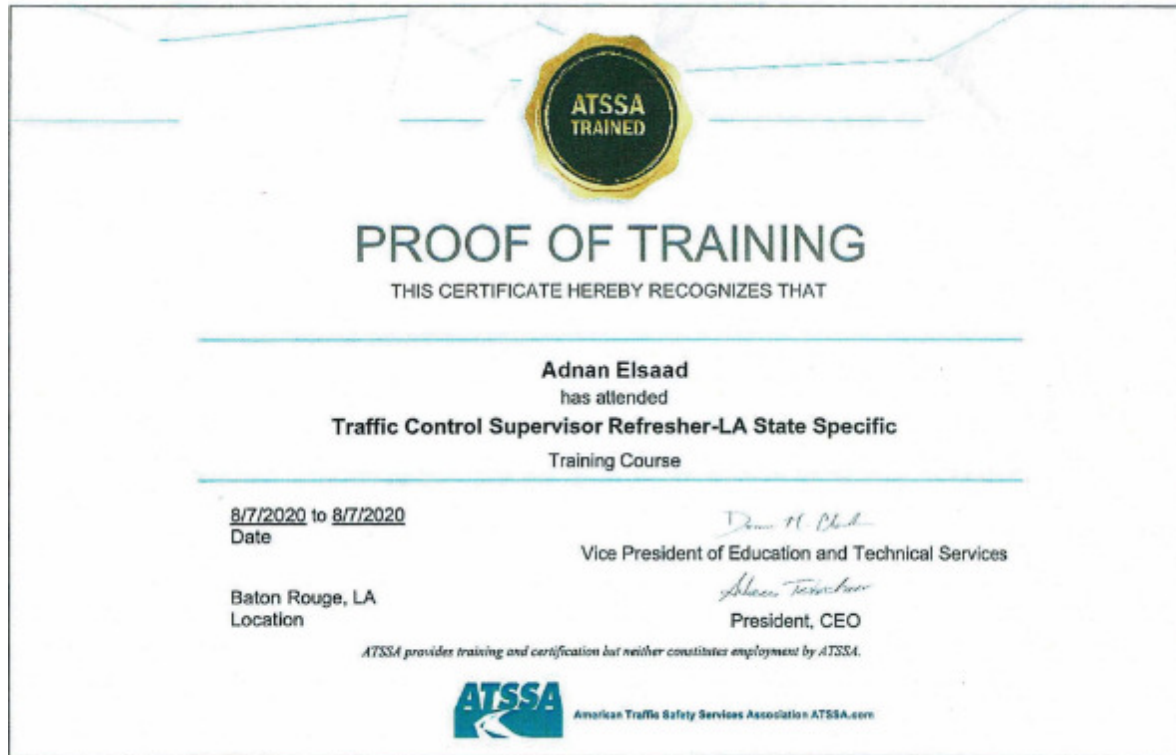 ATSSA
TRAINED
PROOF OF TRAINING
THIS CERTIFICATE HEREBY RECOGNIZES THAT
Adnan Elsaad
has attended
Traffic Control Supervisor Refresher-LA State Specific
Training Course
8/7/2020 to 8/7/2020
Date
Vice President of Education and Technical Services
Baton Rouge, LA
Location
President, CEO
ATSSA provides training and certification but neither constitutes employment by ATSSA.
ATSSA
American Traffic Safety Services Association ATSSA.com